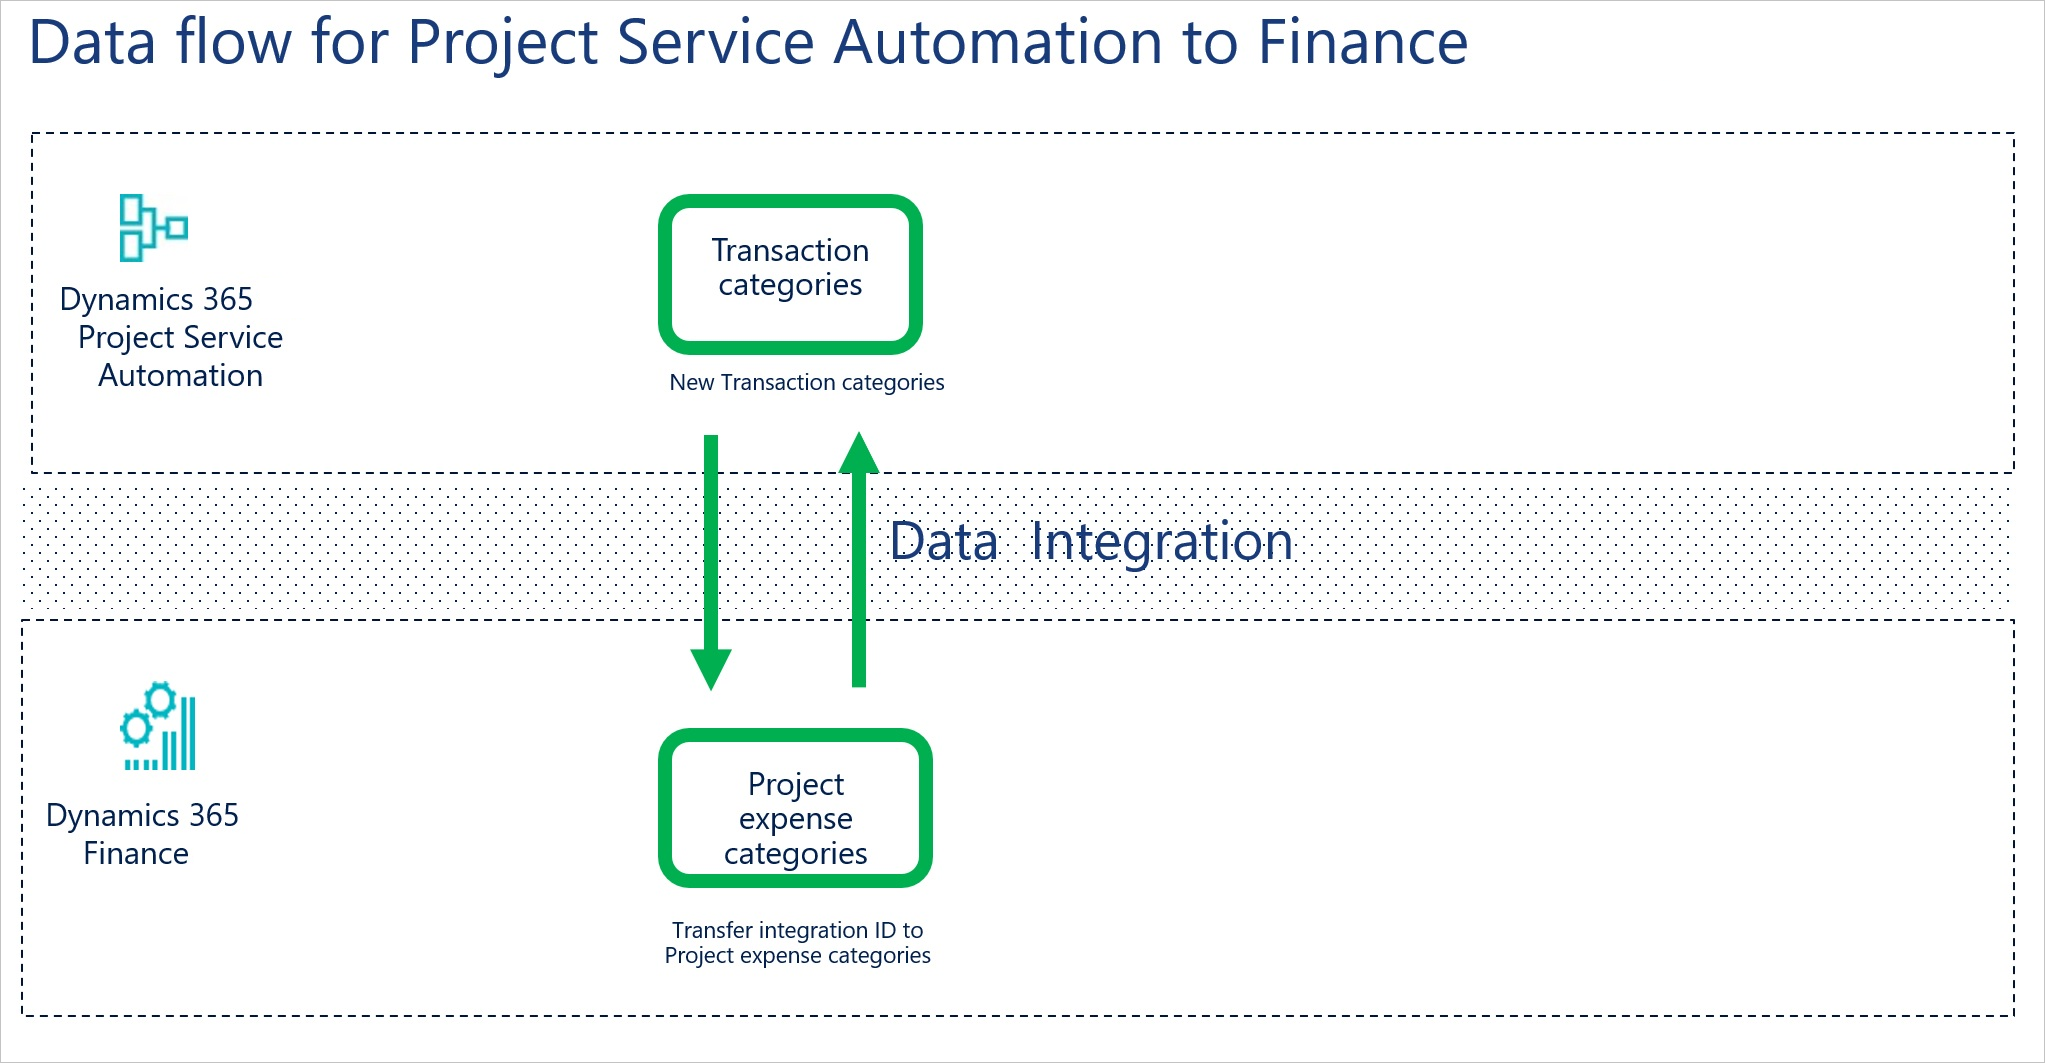 Data flow for Project Service Automation to Finance
Dynamics 365
Project Service
Automation
Transaction
categories
New Transaction categories
Data Integration
Dynamics 365
Finance
Project
expense
categories
Transfer integration ID to
Project expense categories